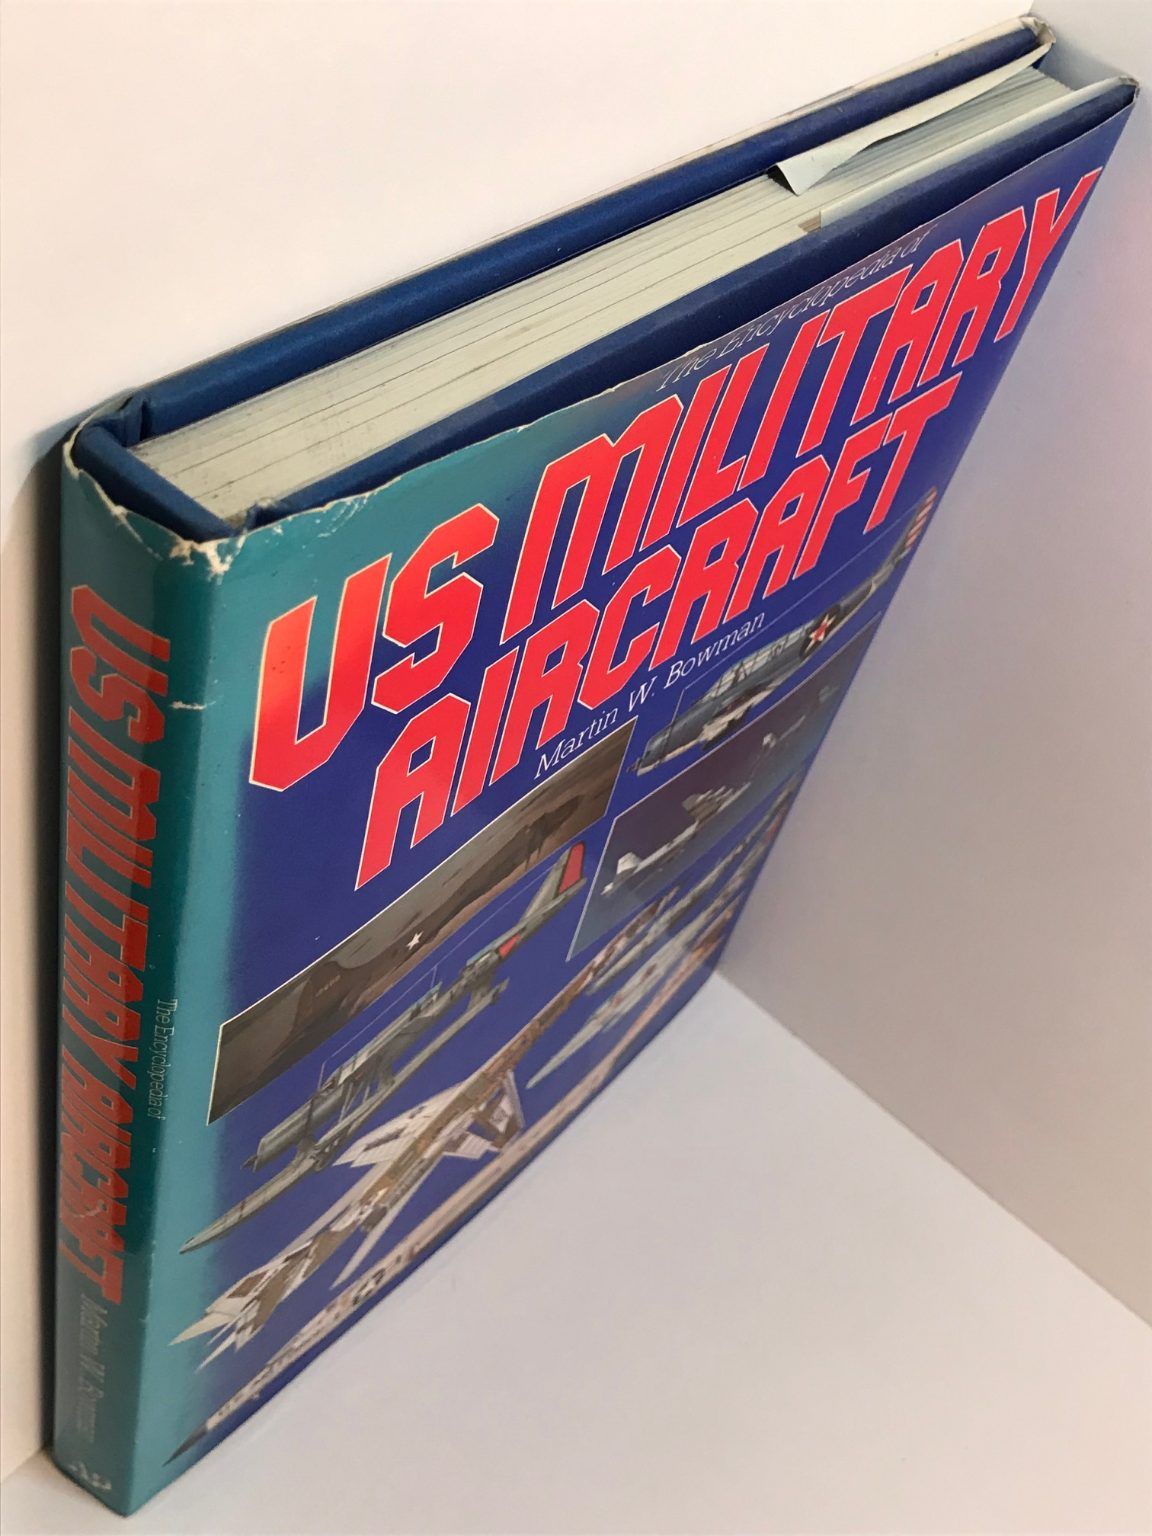 The Encyclopedia of
US MILITARY
AIRCRAFT
Martin W. Bowman
The Encyclopedia of
US MILITARY AIRCRAFT
Martin W. Bowman